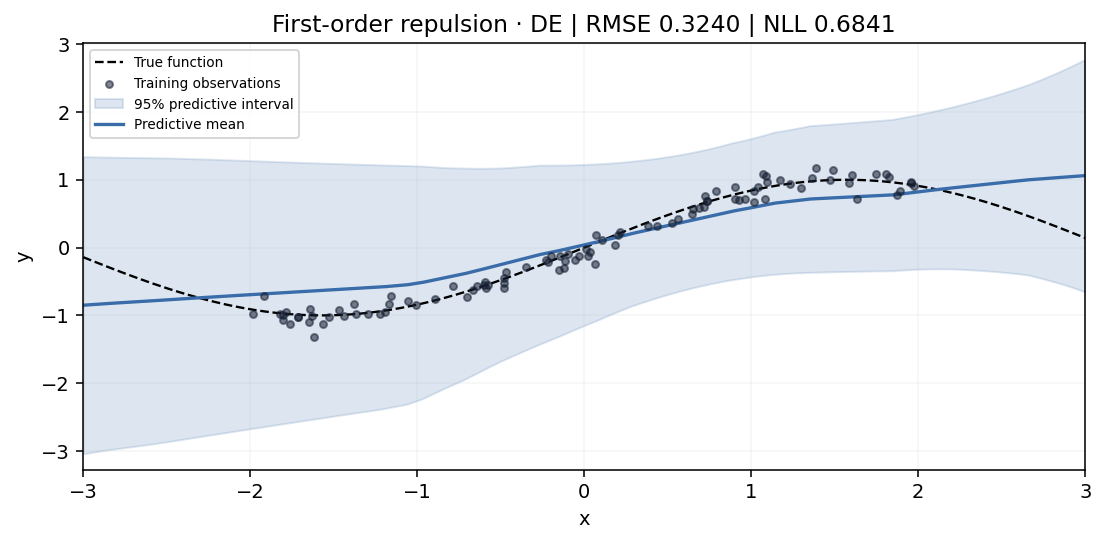 First-order repulsion · DE | RMSE 0.3240 | NLL 0.6841
True function
Training observations
95% predictive interval
Predictive mean
3
2
1
0
−1
−2
−3
y
−3
−2
−1
0
1
2
3
x